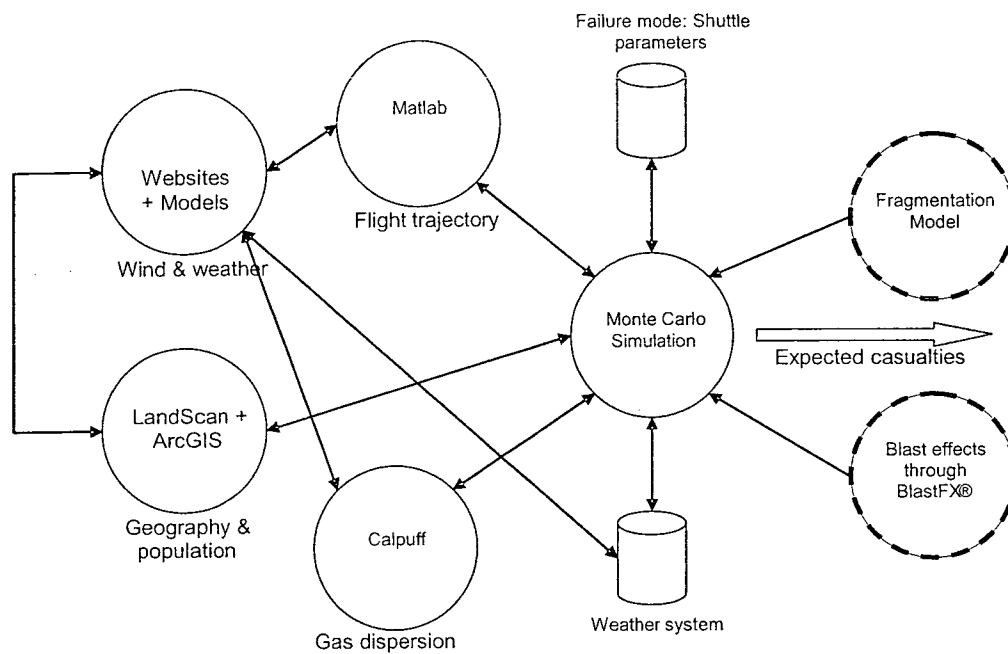 Failure mode: Shuttle
parameters
Matlab
Websites
+ Models
Flight trajectory
Wind & weather
Fragmentation
Model
Monte Carlo
Simulation
Expected casualties
LandScan +
ArcGIS
Geography &
population
Blast effects
through
BlastFX®
Calpuff
Gas dispersion
Weather system